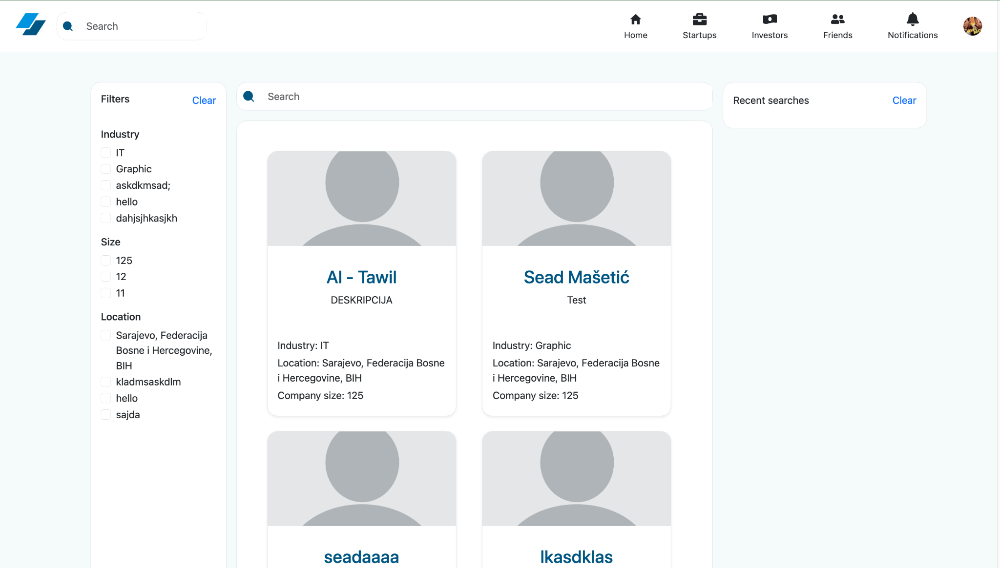 Search
Home
Startups
Investors
Friends
Notifications
Filters
Clear
Industry
IT
Graphic
askdkmsad;
hello
dahjsjhkasjkh
Size
125
12
11
Location
Sarajevo, Federacija
Bosne i Hercegovine,
BIH
kladmsaskdlm
hello
sajda
Search
Al - Tawil
DESKRIPCIJA
Industry: IT
Location: Sarajevo, Federacija Bosne
i Hercegovine, BIH
Company size: 125
Sead Mašetić
Test
Industry: Graphic
Location: Sarajevo, Federacija Bosne
i Hercegovine, BIH
Company size: 125
seadaaaa
lkasdklas
Recent searches
Clear